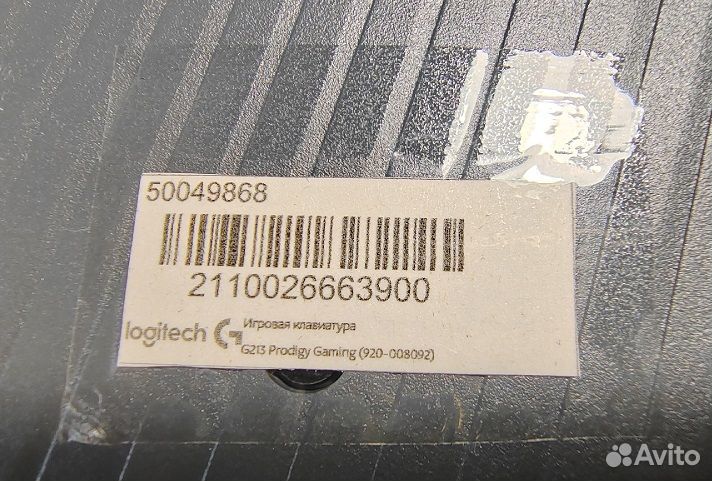 50049868
2110026663900
logitech G Игровая клавиатура
G213 Prodigy Gaming (920-008092)
Avito